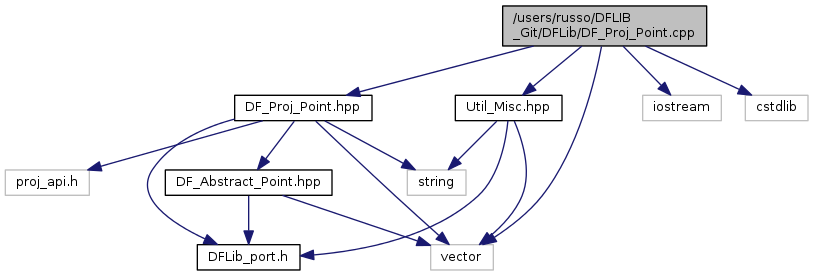 /users/russo/DFLIB
_Git/DFLib/DF_Proj_Point.cpp
DF_Proj_Point.hpp
Util_Misc.hpp
iostream
cstdlib
proj_api.h
DF_Abstract_Point.hpp
string
DFLib_port.h
vector